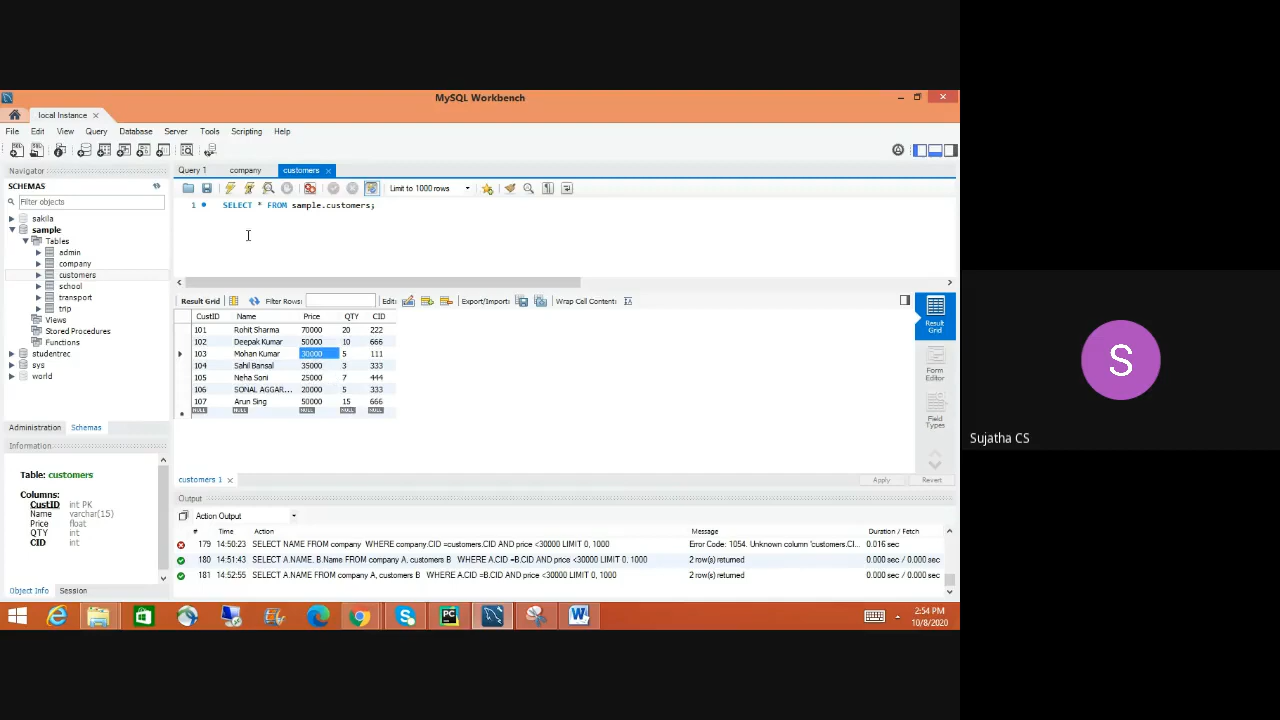 MySQL Workbench
local Instance
File Edit View Query Database Server Tools Scripting Help
Navigator
SCHEMAS
Filter objects
sakila
sample
Tables
admin
company
customers
school
transport
trip
Views
Stored Procedures
Functions
studentrec
sys
world
Administration Schemas
Information
Table: customers
Columns:
CustID int PK
Name varchar(15)
Price float
QTY int
CID int
Object Info Session
Query 1 company customers
Limit to 1000 rows
1 SELECT * FROM sample.customers;
Result Grid Filter Rows: Edit: Export/Import: Wrap Cell Content:
CustID Name Price QTY CID
101 Rohit Sharma 70000 20 222
102 Deepak Kumar 50000 10 666
103 Mohan Kumar 30000 5 111
104 Sahil Bansal 35000 3 333
105 Neha Soni 25000 7 444
106 SONAL AGGAR... 20000 5 333
107 Arun Sing 50000 15 666
NULL NULL NULL NULL NULL
Result Grid
Form Editor
Field Types
customers 1
Apply Revert
Output
Action Output
# Time Action Message Duration / Fetch
179 14:50:23 SELECT NAME FROM company WHERE company.CID =customers.CID AND price <30000 LIMIT 0, 1000 Error Code: 1054. Unknown column 'customers.CI... 0.016 sec
180 14:51:43 SELECT A.NAME, B.Name FROM company A, customers B WHERE A.CID =B.CID AND price <30000 LIMIT 0, 1000 2 row(s) returned 0.000 sec / 0.000 sec
181 14:52:55 SELECT A.NAME FROM company A, customers B WHERE A.CID =B.CID AND price <30000 LIMIT 0, 1000 2 row(s) returned 0.000 sec / 0.000 sec
2:54 PM
10/8/2020
S
Sujatha CS